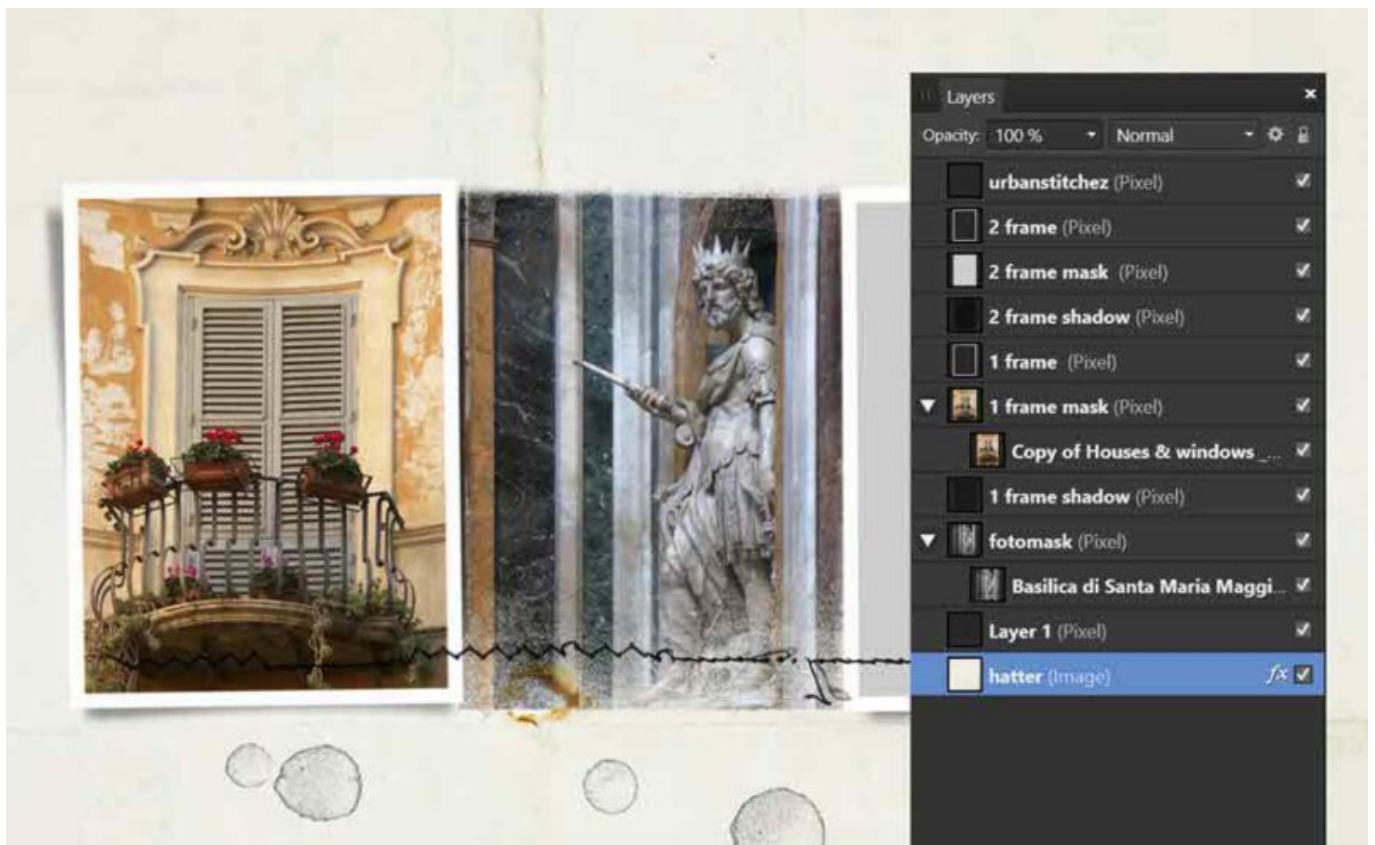 Layers
Opacity: 100 % Normal
urbanstitchez (Pixel)
2 frame (Pixel)
2 frame mask (Pixel)
2 frame shadow (Pixel)
1 frame (Pixel)
1 frame mask (Pixel)
Copy of Houses & windows _...
1 frame shadow (Pixel)
fotomask (Pixel)
Basilica di Santa Maria Maggi...
Layer 1 (Pixel)
hatter (Image) fx